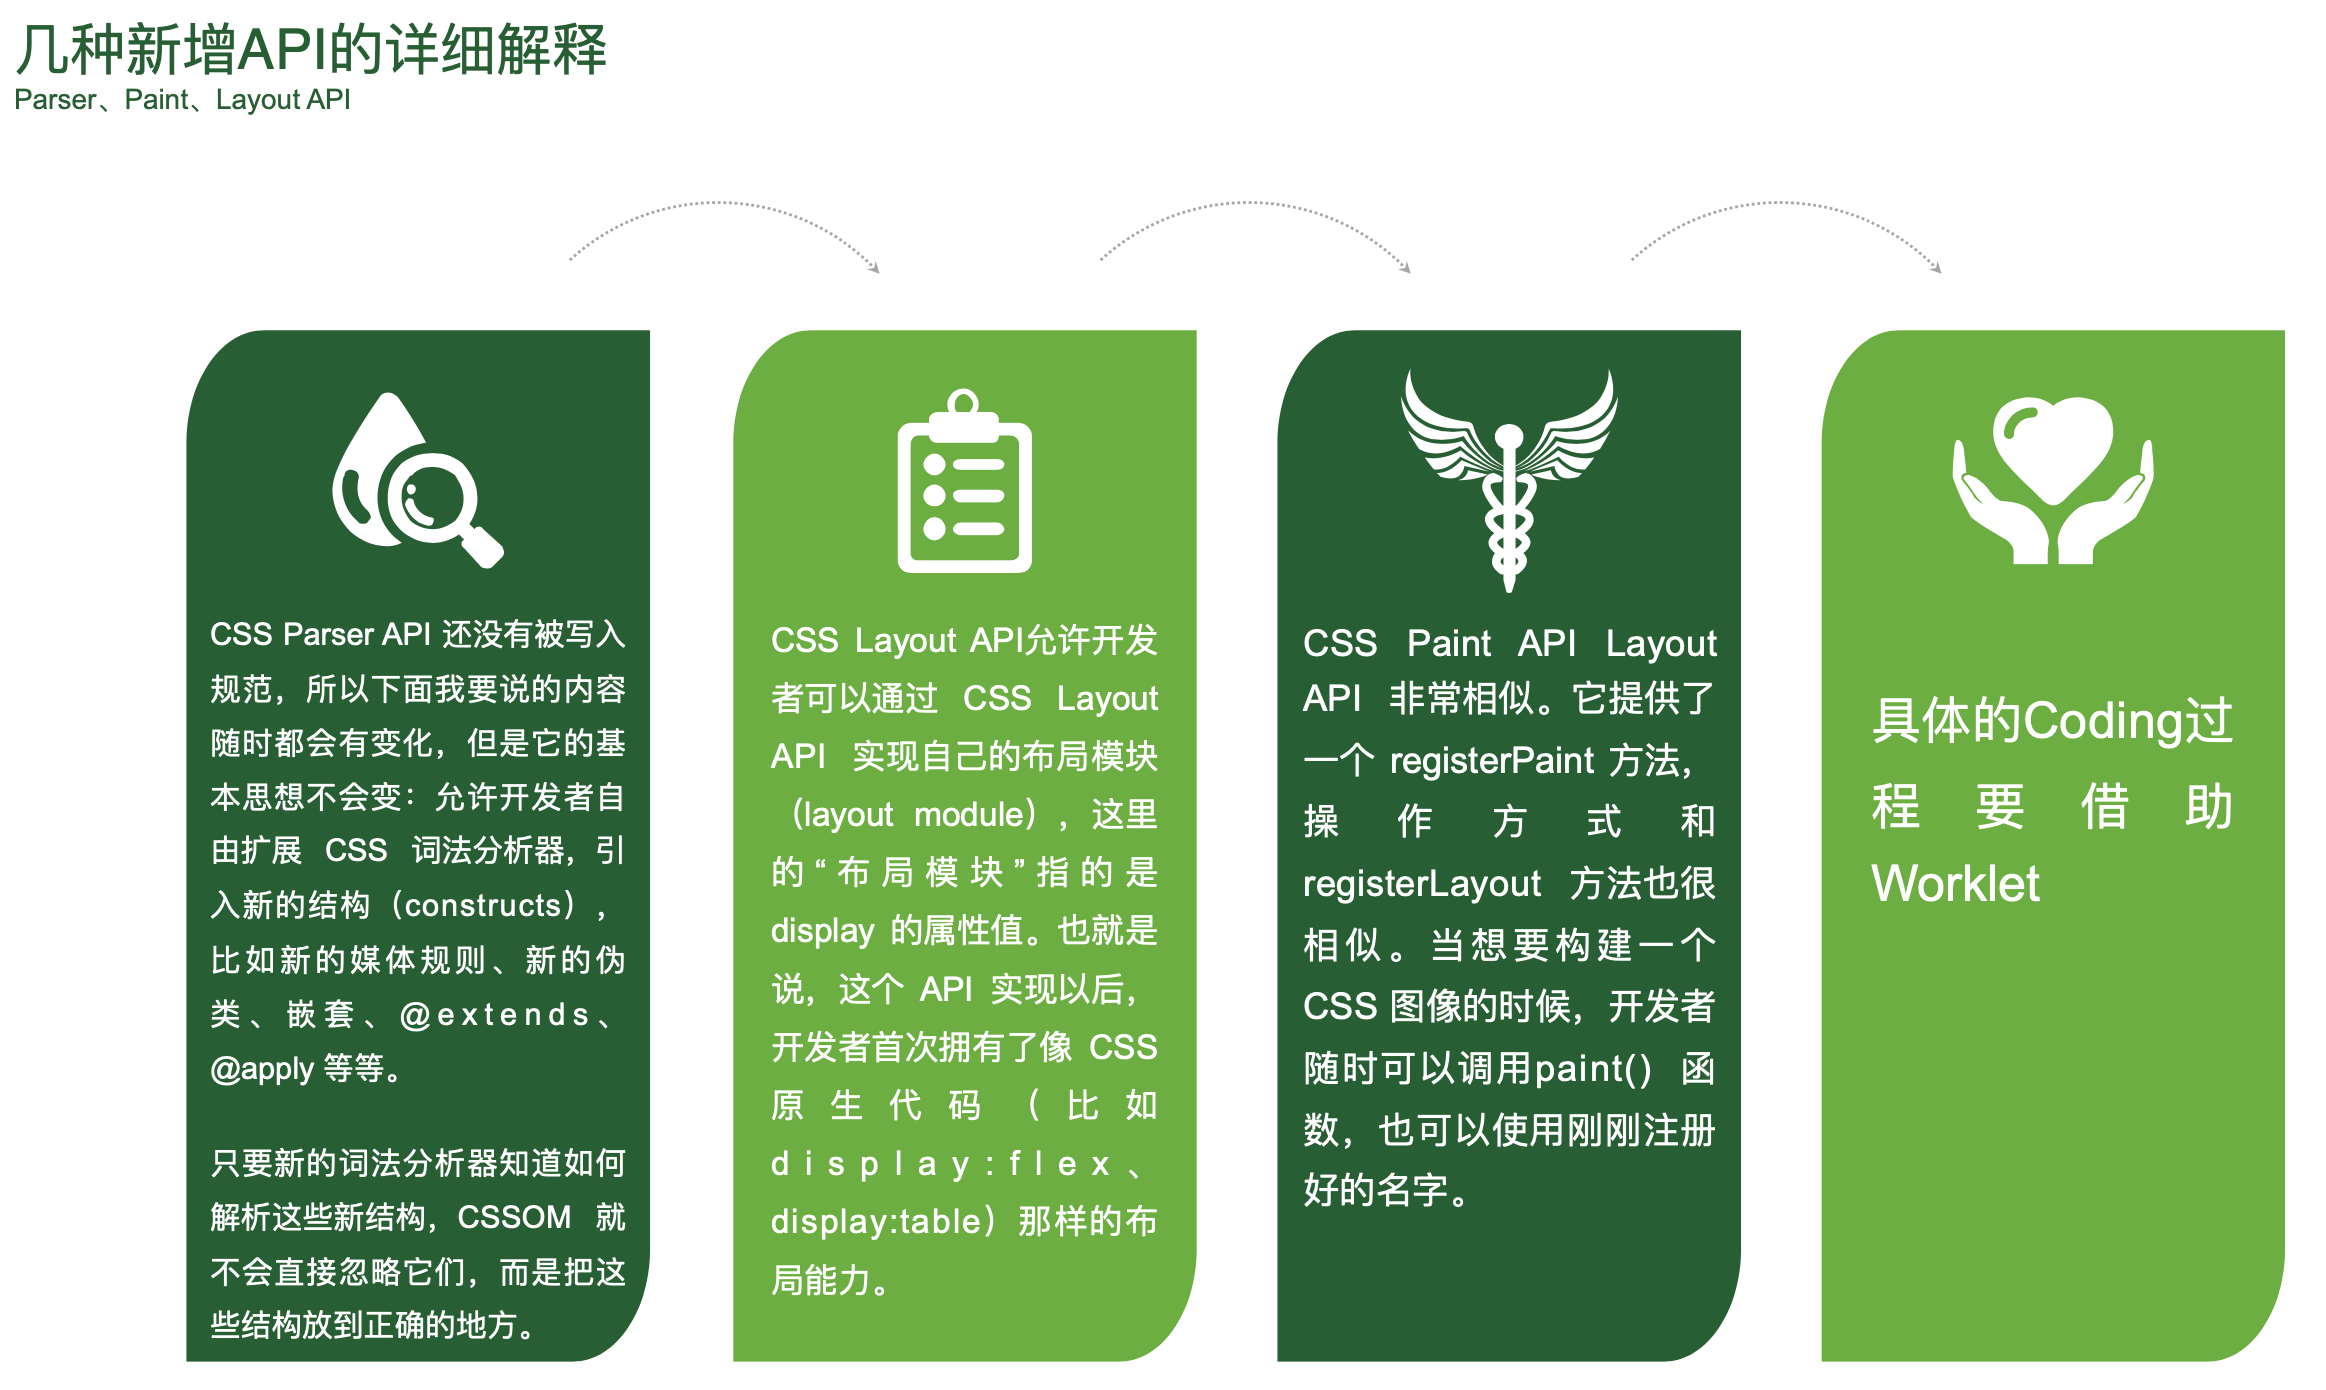 几种新增API的详细解释
Parser、Paint、Layout API
CSS Parser API 还没有被写入
规范，所以下面我要说的内容
随时都会有变化，但是它的基
本思想不会变：允许开发者自
由扩展 CSS 词法分析器，引
入新的结构（constructs），
比如新的媒体规则、新的伪
类、嵌套、@extends、
@apply 等等。
只要新的词法分析器知道如何
解析这些新结构，CSSOM 就
不会直接忽略它们，而是把这
些结构放到正确的地方。
CSS Layout API允许开发
者可以通过 CSS Layout
API 实现自己的布局模块
（layout module），这里
的“布局模块”指的是
display 的属性值。也就是
说，这个 API 实现以后，
开发者首次拥有了像 CSS
原生代码（比如
display:flex、
display:table）那样的布
局能力。
CSS Paint API Layout
API 非常相似。它提供了
一个 registerPaint 方法，
操作方式和
registerLayout 方法也很
相似。当想要构建一个
CSS 图像的时候，开发者
随时可以调用paint() 函
数，也可以使用刚刚注册
好的名字。
具体的Coding过
程要借助
Worklet